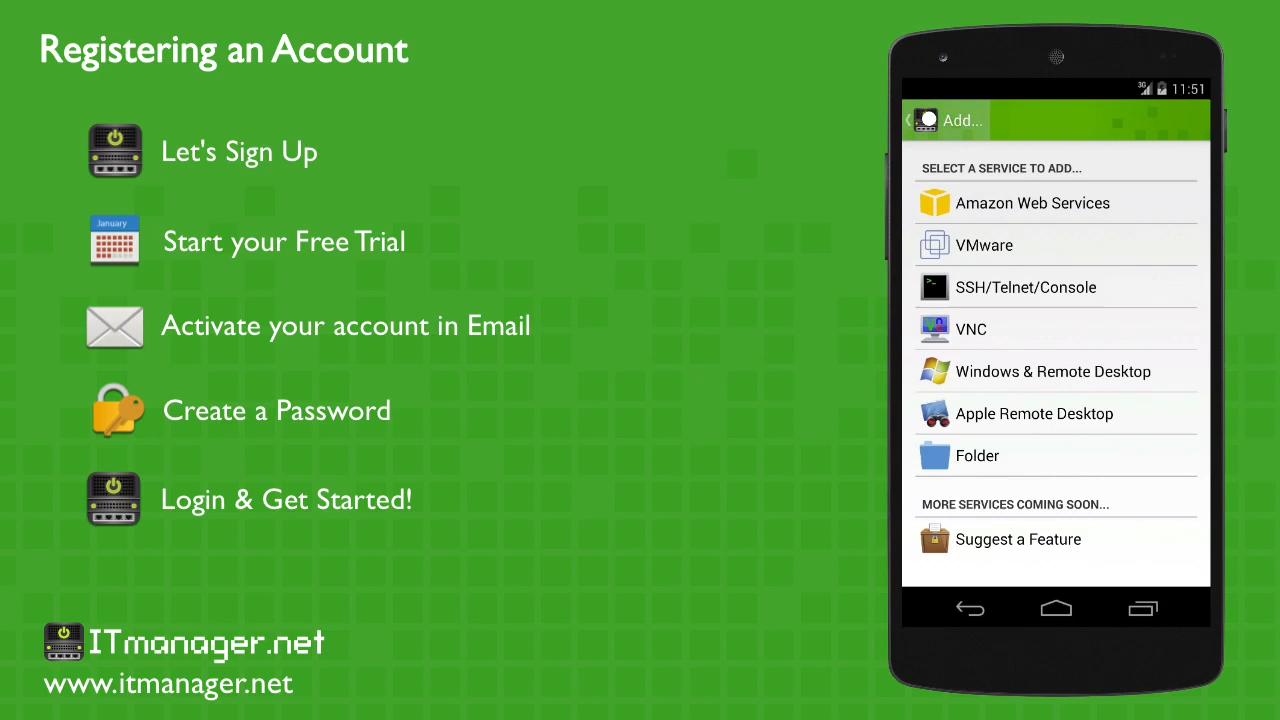 Registering an Account
Let's Sign Up
January
Start your Free Trial
Activate your account in Email
Create a Password
Login & Get Started!
ITmanager.net
www.itmanager.net
3G 11:51
Add...
SELECT A SERVICE TO ADD...
Amazon Web Services
VMware
SSH/Telnet/Console
VNC
Windows & Remote Desktop
Apple Remote Desktop
Folder
MORE SERVICES COMING SOON...
Suggest a Feature